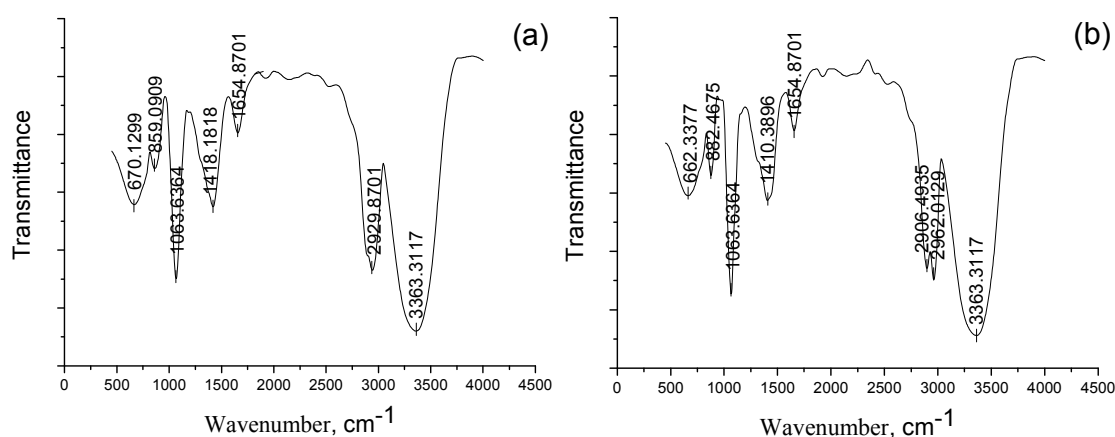 (a)
Transmittance
670.1299
859.0909
1063.6364
1418.1818
1654.8701
2929.8701
3363.3117
0 500 1000 1500 2000 2500 3000 3500 4000 4500
Wavenumber, cm-1
(b)
Transmittance
662.3377
882.4675
1063.6364
1410.3896
1654.8701
2906.4935
2962.0129
3363.3117
0 500 1000 1500 2000 2500 3000 3500 4000 4500
Wavenumber, cm-1